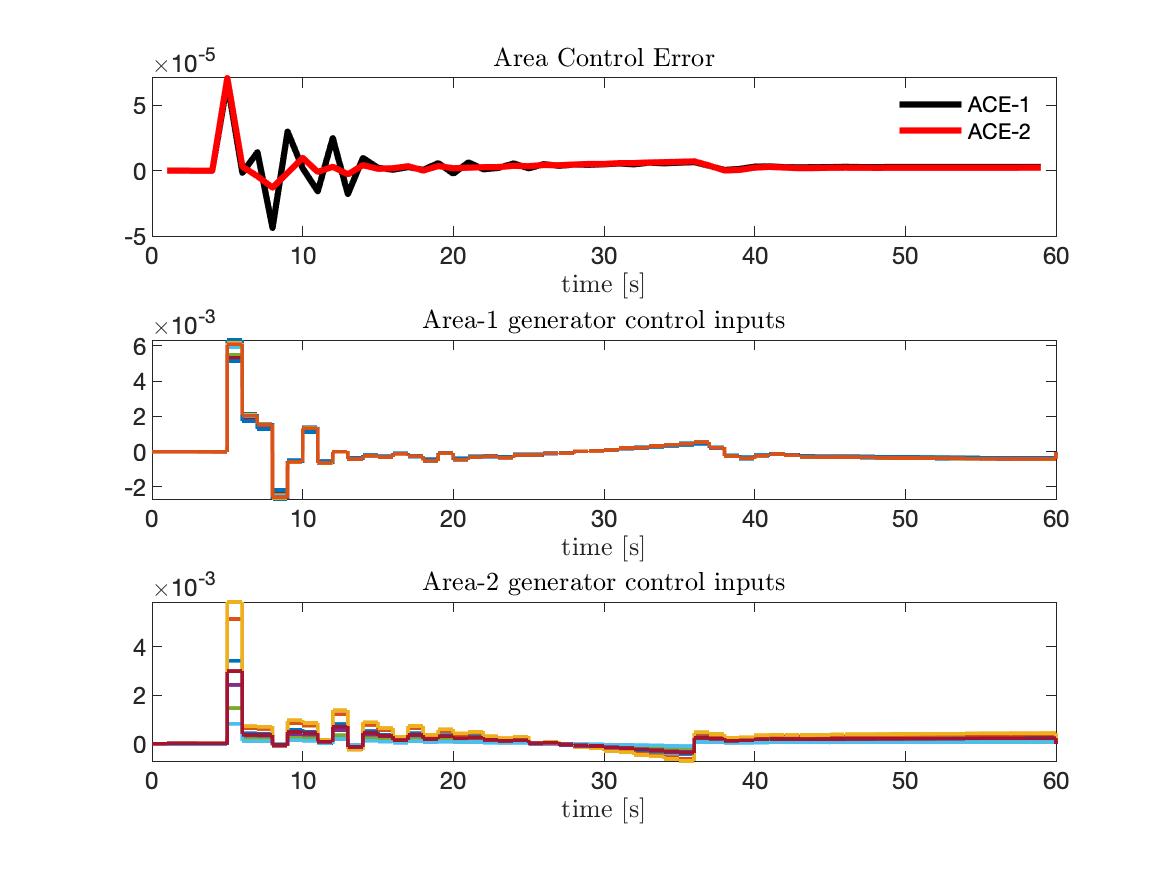 ×10⁻⁵
Area Control Error
5
0
-5
ACE-1
ACE-2
0 10 20 30 40 50 60
time [s]
×10⁻³
Area-1 generator control inputs
6
4
2
0
-2
0 10 20 30 40 50 60
time [s]
×10⁻³
Area-2 generator control inputs
4
2
0
0 10 20 30 40 50 60
time [s]